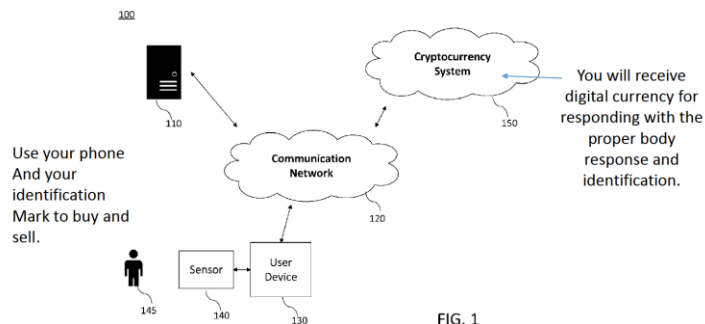 100
Cryptocurrency
System
You will receive
digital currency for
responding with the
proper body
response and
identification.
110
150
Use your phone
And your
identification
Mark to buy and
sell.
Communication
Network
120
Sensor
User
Device
145
140
130
FIG. 1